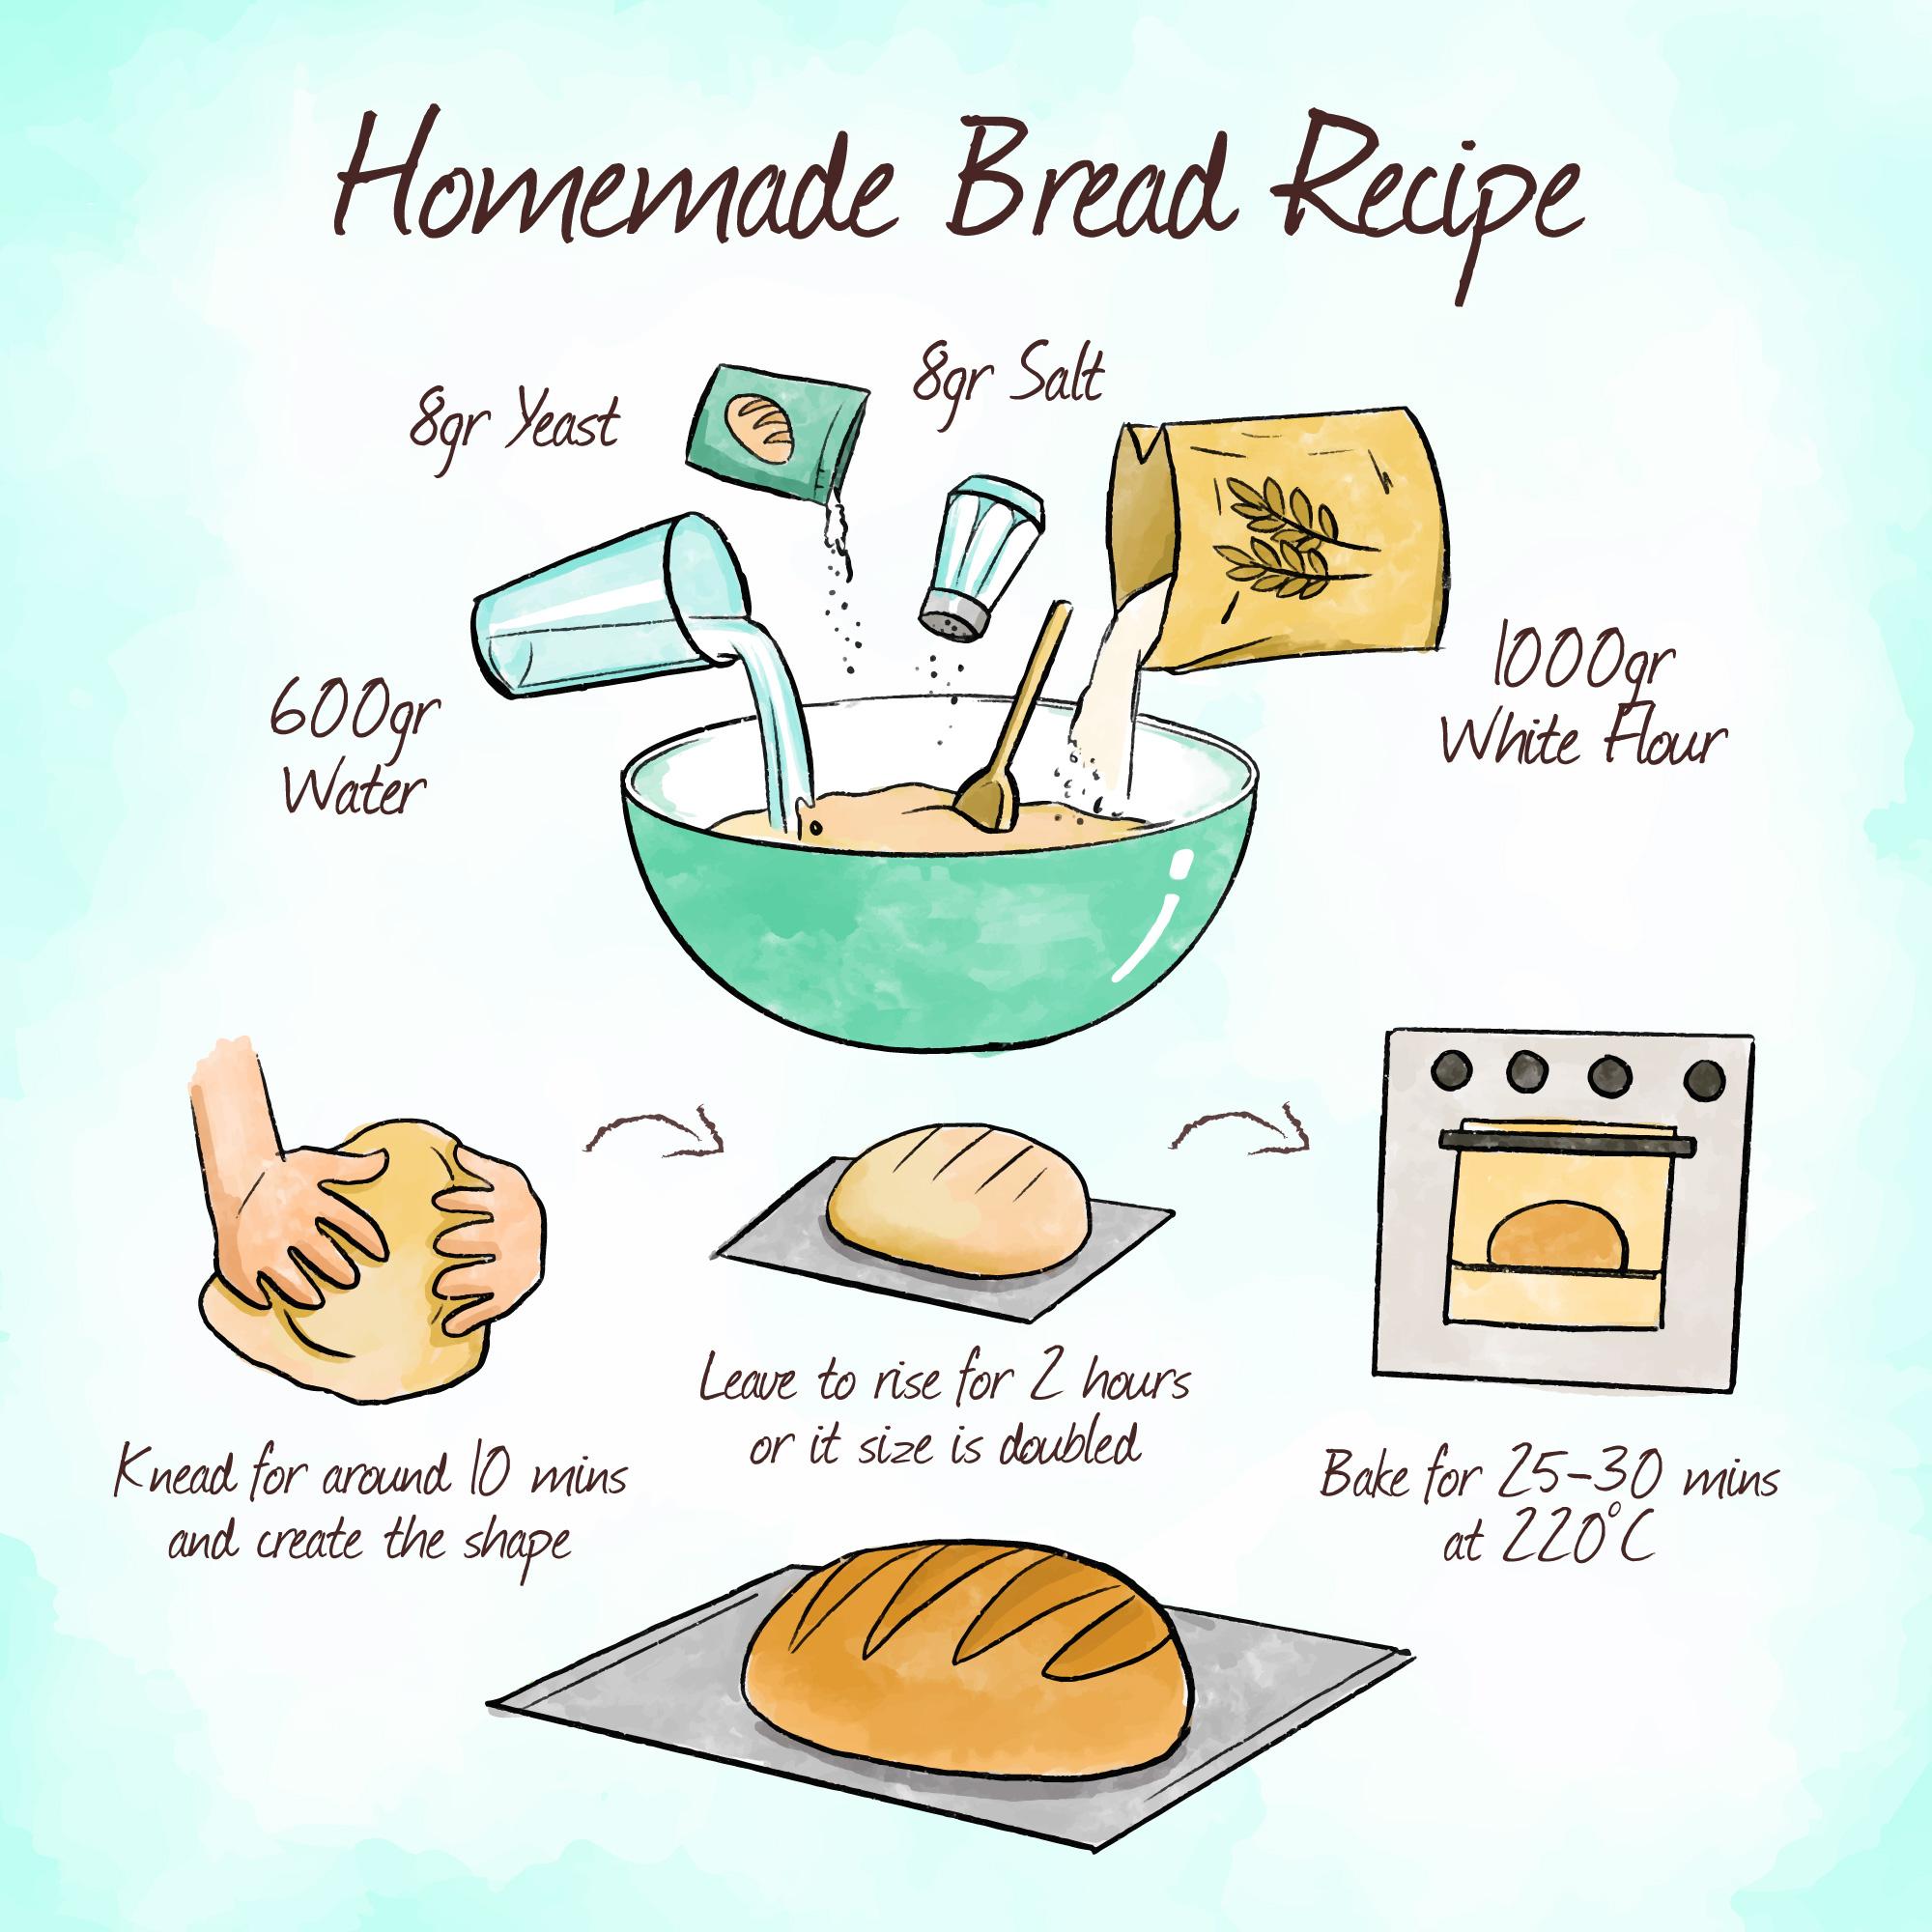 Homemade Bread Recipe
8gr Yeast
8gr Salt
600gr
Water
1000gr
White Flour
Knead for around 10 mins
and create the shape
Leave to rise for 2 hours
or it size is doubled
Bake for 25-30 mins
at 220°C